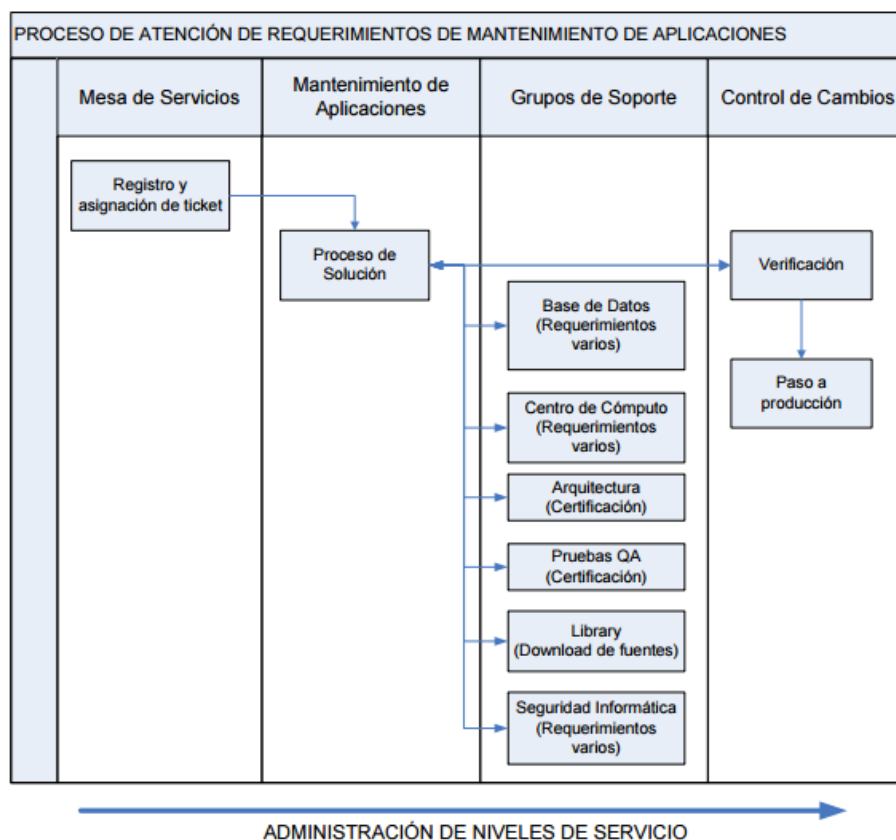 PROCESO DE ATENCIÓN DE REQUERIMIENTOS DE MANTENIMIENTO DE APLICACIONES
Mesa de Servicios
Mantenimiento de
Aplicaciones
Grupos de Soporte
Control de Cambios
Registro y
asignación de ticket
Proceso de
Solución
Verificación
Base de Datos
(Requerimientos
varios)
Paso a
producción
Centro de Cómputo
(Requerimientos
varios)
Arquitectura
(Certificación)
Pruebas QA
(Certificación)
Library
(Download de fuentes)
Seguridad Informática
(Requerimientos
varios)
ADMINISTRACIÓN DE NIVELES DE SERVICIO